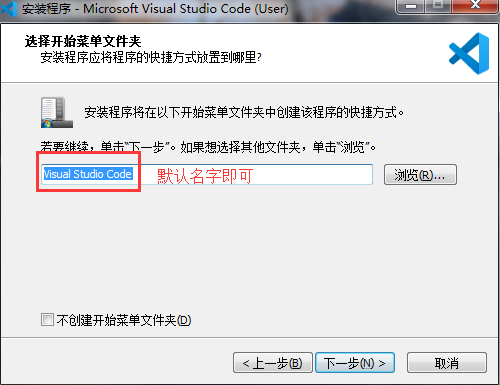 安装程序 - Microsoft Visual Studio Code (User)
选择开始菜单文件夹
安装程序应将程序的快捷方式放置到哪里?
安装程序将在以下开始菜单文件夹中创建该程序的快捷方式。
若要继续，单击“下一步”。如果想选择其他文件夹，单击“浏览”。
Visual Studio Code 默认名字即可 浏览(R)...
不创建开始菜单文件夹(D)
< 上一步(B) 下一步(N) > 取消